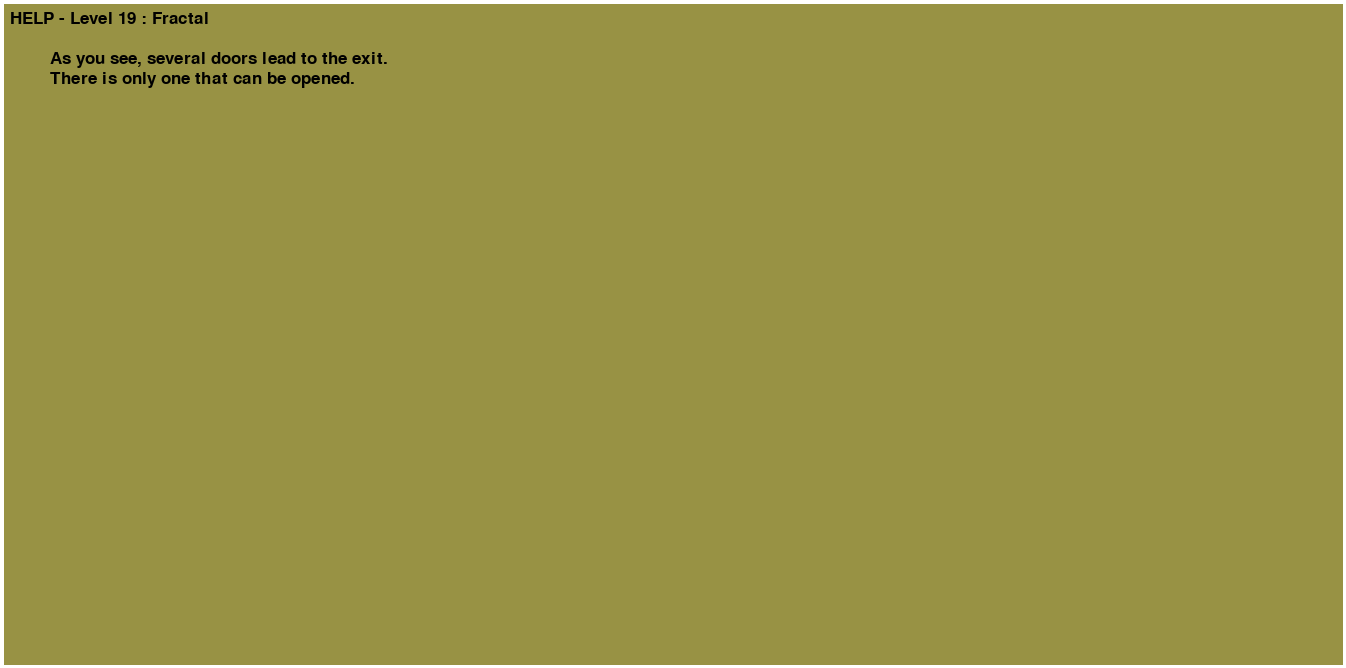 HELP - Level 19 : Fractal
As you see, several doors lead to the exit.
There is only one that can be opened.